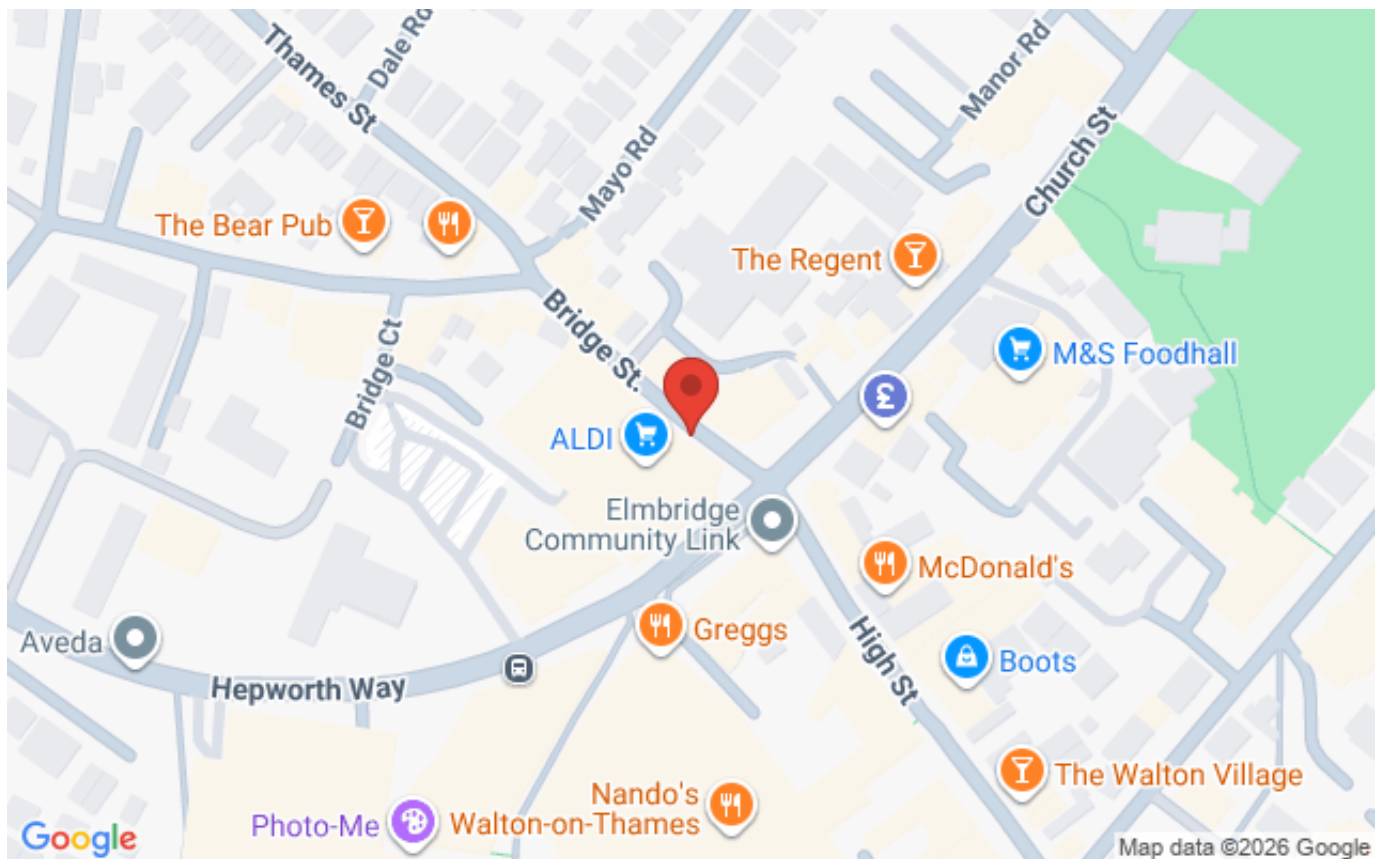 Thames St
Dale Rd
Manor Rd
Mayo Rd
Church St
The Bear Pub
The Regent
Bridge St.
Bridge Ct
M&S Foodhall
£
ALDI
Elmbridge
Community Link
McDonald's
Greggs
High St
Boots
Aveda
Hepworth Way
The Walton Village
Nando's
Walton-on-Thames
Photo-Me
Google
Map data ©2026 Google